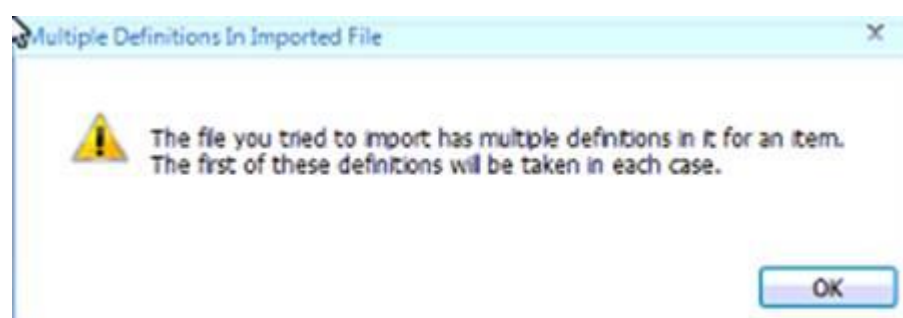 Multiple Definitions In Imported File
The file you tried to import has multiple definitions in it for an item.
The first of these definitions will be taken in each case.
OK